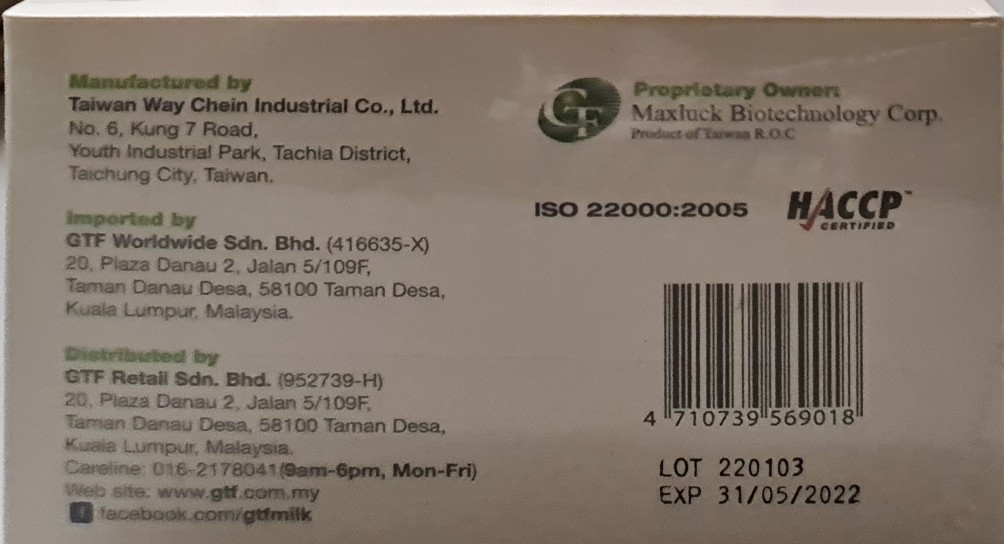 Manufactured by
Taiwan Way Chein Industrial Co., Ltd.
No. 6, Kung 7 Road,
Youth Industrial Park, Tachia District,
Taichung City, Taiwan.
Imported by
GTF Worldwide Sdn. Bhd. (416635-X)
20, Plaza Danau 2, Jalan 5/109F,
Taman Danau Desa, 58100 Taman Desa,
Kuala Lumpur, Malaysia.
Distributed by
GTF Retail Sdn. Bhd. (952739-H)
20, Plaza Danau 2, Jalan 5/109F,
Taman Danau Desa, 58100 Taman Desa,
Kuala Lumpur, Malaysia.
Careline: 016-2178041(9am-6pm, Mon-Fri)
Web site: www.gtf.com.my
f facebook.com/gtfmilk
GTF
Proprietary Owner:
Maxluck Biotechnology Corp.
Product of Taiwan R.O.C
ISO 22000:2005
HACCP™
CERTIFIED
4 710739 569018
LOT 220103
EXP 31/05/2022